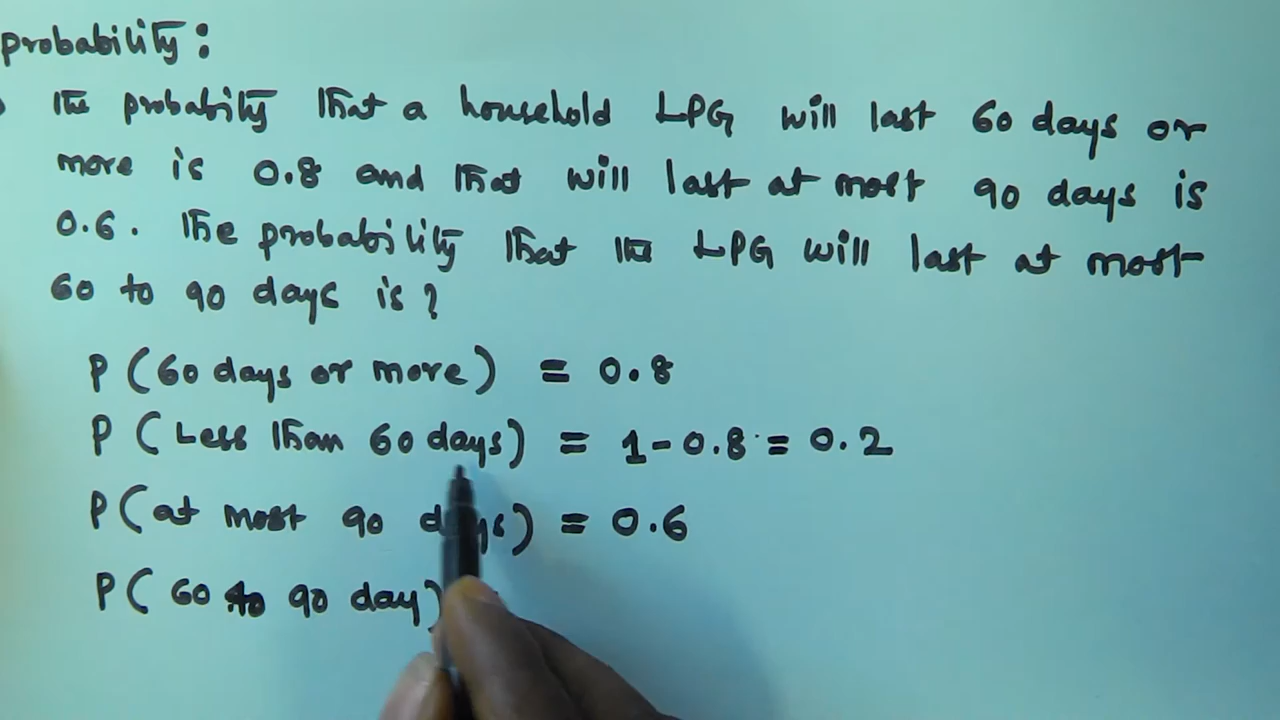 probability:
The probability that a household LPG will last 60 days or
more is 0.8 and that will last at most 90 days is
0.6. The probability that the LPG will last at most
60 to 90 days is?
P (60 days or more) = 0.8
P (Less than 60 days) = 1-0.8 = 0.2
P (at most 90 days) = 0.6
P ( 60 to 90 day)